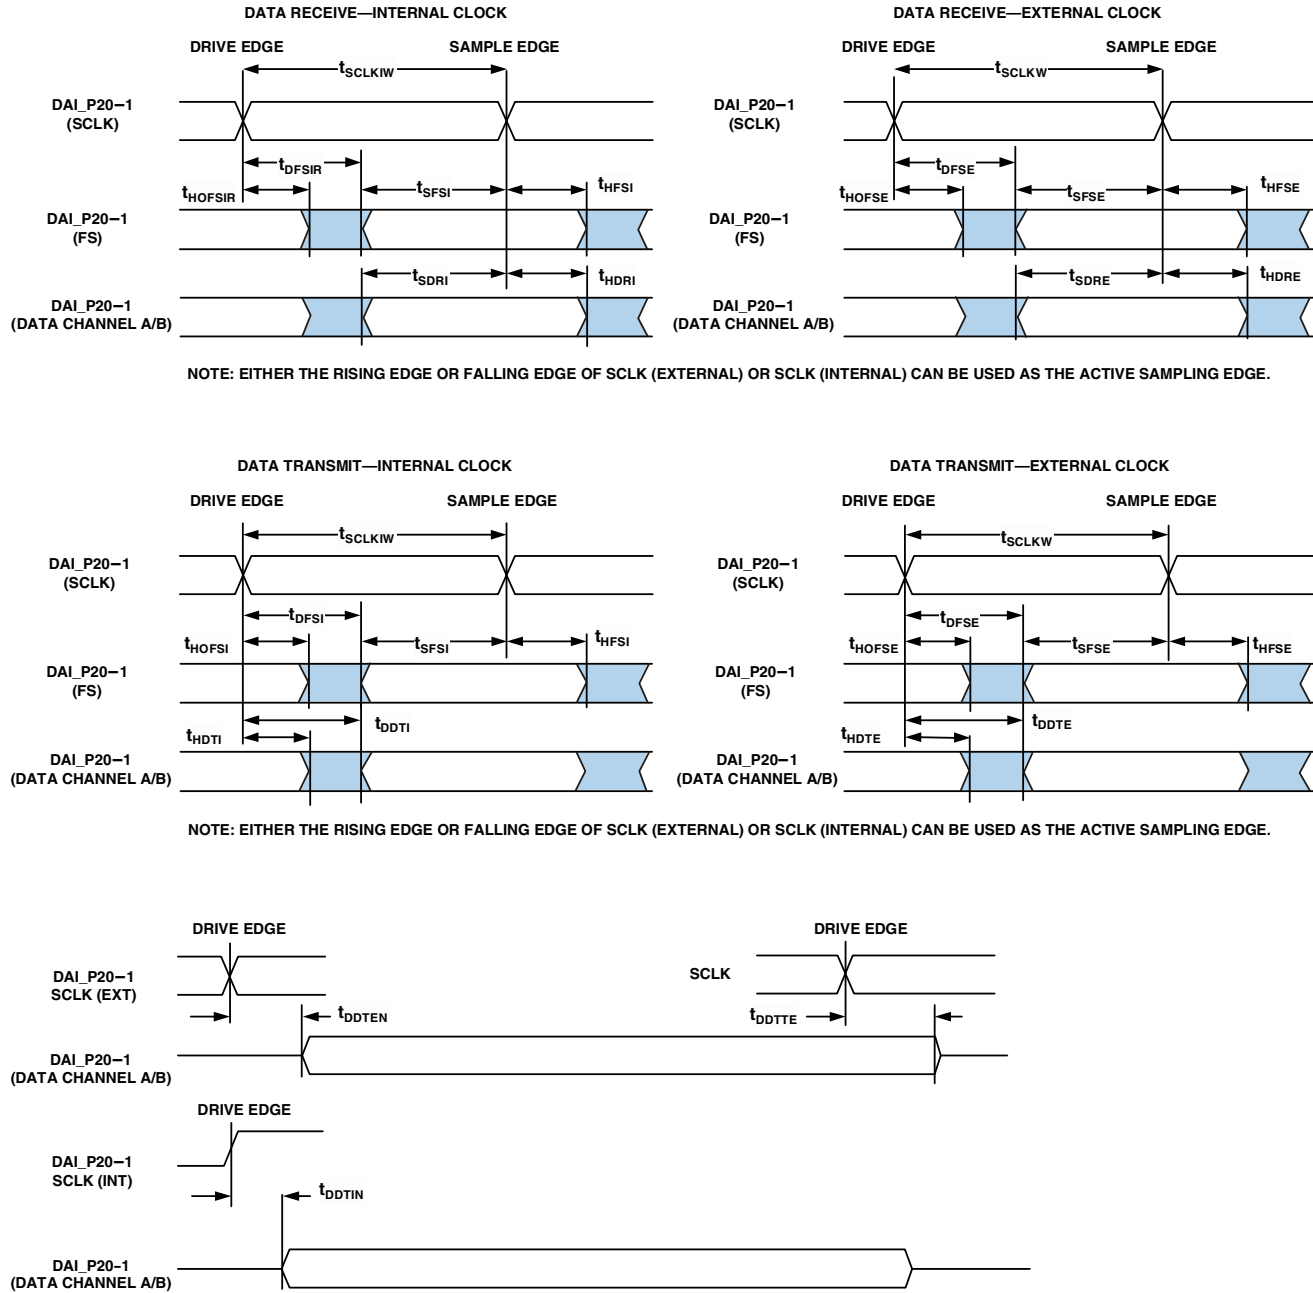 DATA RECEIVE—INTERNAL CLOCK
DRIVE EDGE
SAMPLE EDGE
tSCLKIW
DAI_P20–1
(SCLK)
tDFSIR
tHOFSIR
tSFSI
tHFSI
DAI_P20–1
(FS)
tSDRI
tHDRI
DAI_P20–1
(DATA CHANNEL A/B)
DATA RECEIVE—EXTERNAL CLOCK
DRIVE EDGE
SAMPLE EDGE
tSCLKW
DAI_P20–1
(SCLK)
tDFSE
tHOFSE
tSFSE
tHFSE
DAI_P20–1
(FS)
tSDRE
tHDRE
DAI_P20–1
(DATA CHANNEL A/B)
NOTE: EITHER THE RISING EDGE OR FALLING EDGE OF SCLK (EXTERNAL) OR SCLK (INTERNAL) CAN BE USED AS THE ACTIVE SAMPLING EDGE.
DATA TRANSMIT—INTERNAL CLOCK
DRIVE EDGE
SAMPLE EDGE
tSCLKIW
DAI_P20–1
(SCLK)
tDFSI
tHOFSI
tSFSI
tHFSI
DAI_P20–1
(FS)
tDDTI
tHDTI
DAI_P20–1
(DATA CHANNEL A/B)
DATA TRANSMIT—EXTERNAL CLOCK
DRIVE EDGE
SAMPLE EDGE
tSCLKW
DAI_P20–1
(SCLK)
tDFSE
tHOFSE
tSFSE
tHFSE
DAI_P20–1
(FS)
tDDTE
tHDTE
DAI_P20–1
(DATA CHANNEL A/B)
NOTE: EITHER THE RISING EDGE OR FALLING EDGE OF SCLK (EXTERNAL) OR SCLK (INTERNAL) CAN BE USED AS THE ACTIVE SAMPLING EDGE.
DRIVE EDGE
DRIVE EDGE
DAI_P20–1
SCLK (EXT)
SCLK
tDDTEN
tDDTTE
DAI_P20–1
(DATA CHANNEL A/B)
DRIVE EDGE
DAI_P20–1
SCLK (INT)
tDDTIN
DAI_P20-1
(DATA CHANNEL A/B)